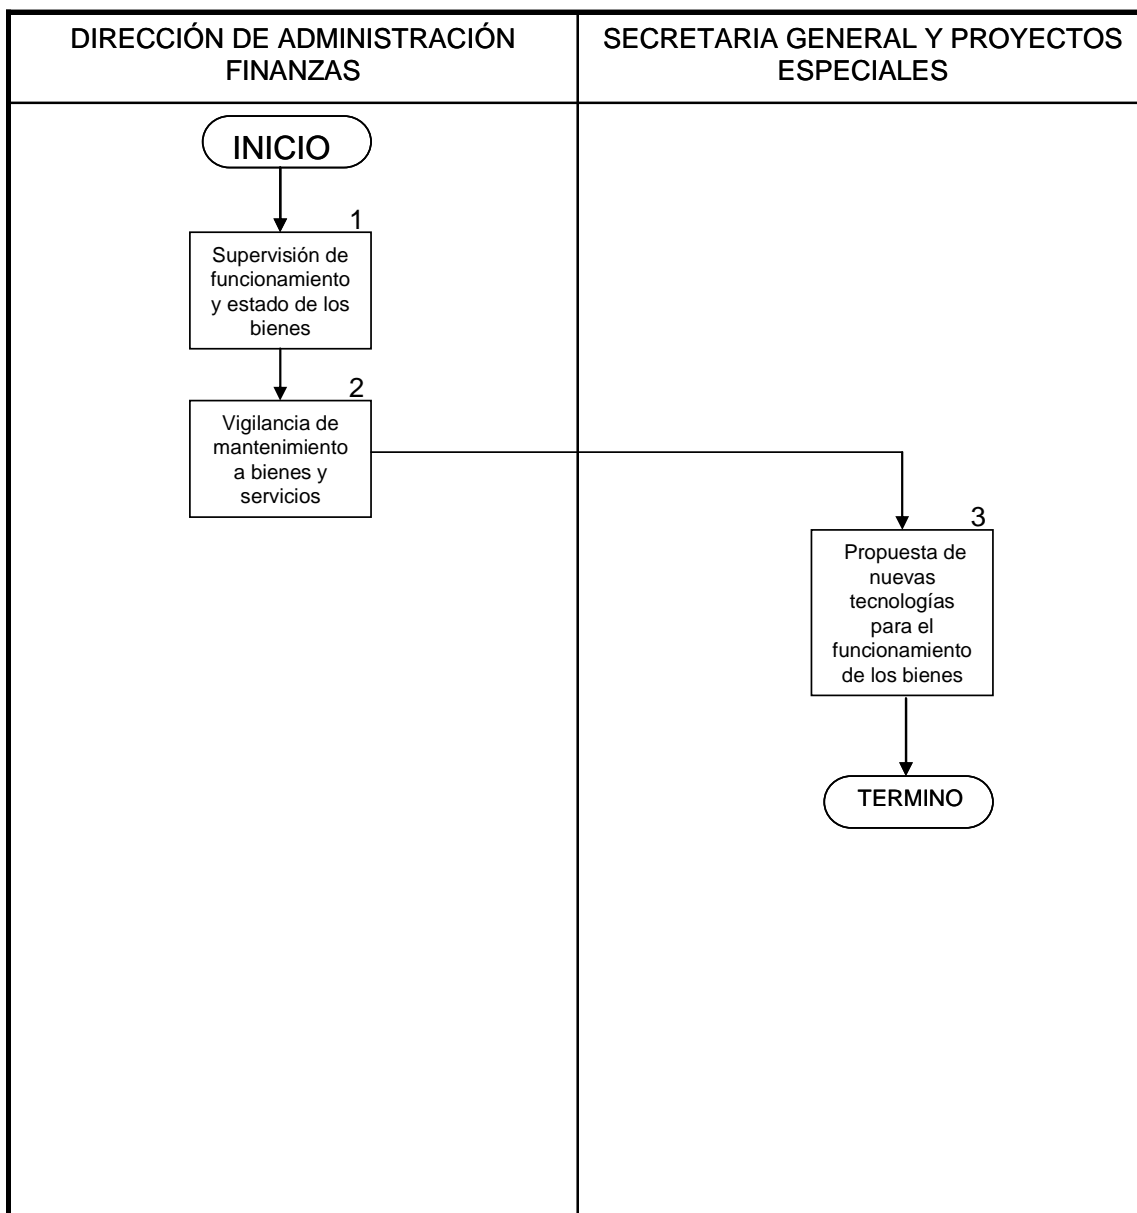 DIRECCIÓN DE ADMINISTRACIÓN
FINANZAS
SECRETARIA GENERAL Y PROYECTOS
ESPECIALES
INICIO
1
Supervisión de
funcionamiento
y estado de los
bienes
2
Vigilancia de
mantenimiento
a bienes y
servicios
3
Propuesta de
nuevas
tecnologías
para el
funcionamiento
de los bienes
TERMINO